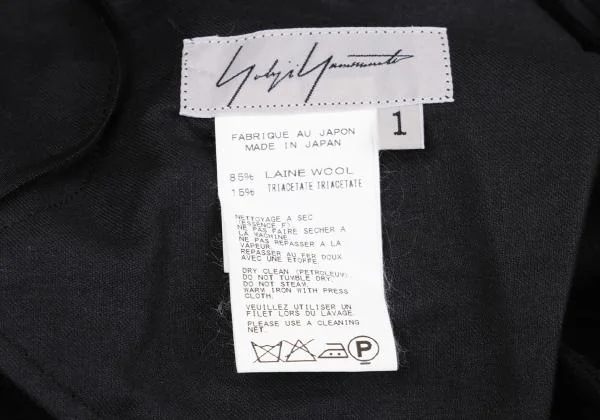 Yohji Yamamoto
1
FABRIQUE AU JAPON
MADE IN JAPAN
85% LAINE WOOL
15% TRIACETATE TRIACETATE
NETTOYAGE A SEC
(ESSENCE F)
NE PAS FAIRE SECHER A
LA MACHINE
NE PAS REPASSER A LA
VAPEUR
REPASSER AU FER DOUX
AVEC UNE ETOFFE.
DRY CLEAN (PETROLEUM).
DO NOT TUMBLE DRY.
DO NOT STEAM.
WARM IRON WITH PRESS
CLOTH.
VEUILLEZ UTILISER UN
FILET LORS DU LAVAGE.
PLEASE USE A CLEANING
NET.
P